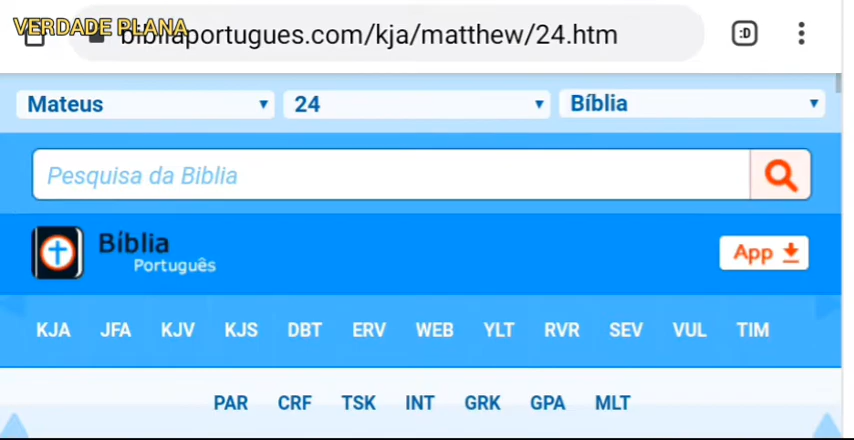 VERDADE PLANA
bibliaportugues.com/kja/matthew/24.htm
:D
Mateus 24 Bíblia
Pesquisa da Biblia
Bíblia
Português
App
KJA JFA KJV KJS DBT ERV WEB YLT RVR SEV VUL TIM
PAR CRF TSK INT GRK GPA MLT